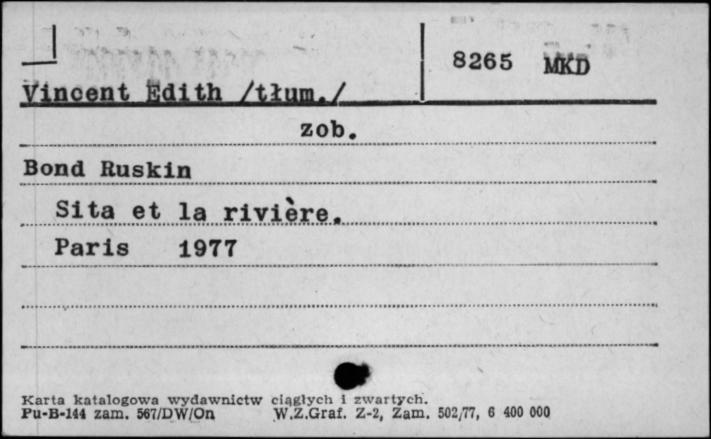 8265 MKD
Vincent Edith /tłum./
zob.
Bond Ruskin
Sita et la rivière.
Paris 1977
Karta katalogowa wydawnictw ciągłych i zwartych.
Pu-B-144 zam. 567/DW/On W.Z.Graf. Z-2, Zam. 502/77, 6 400 000